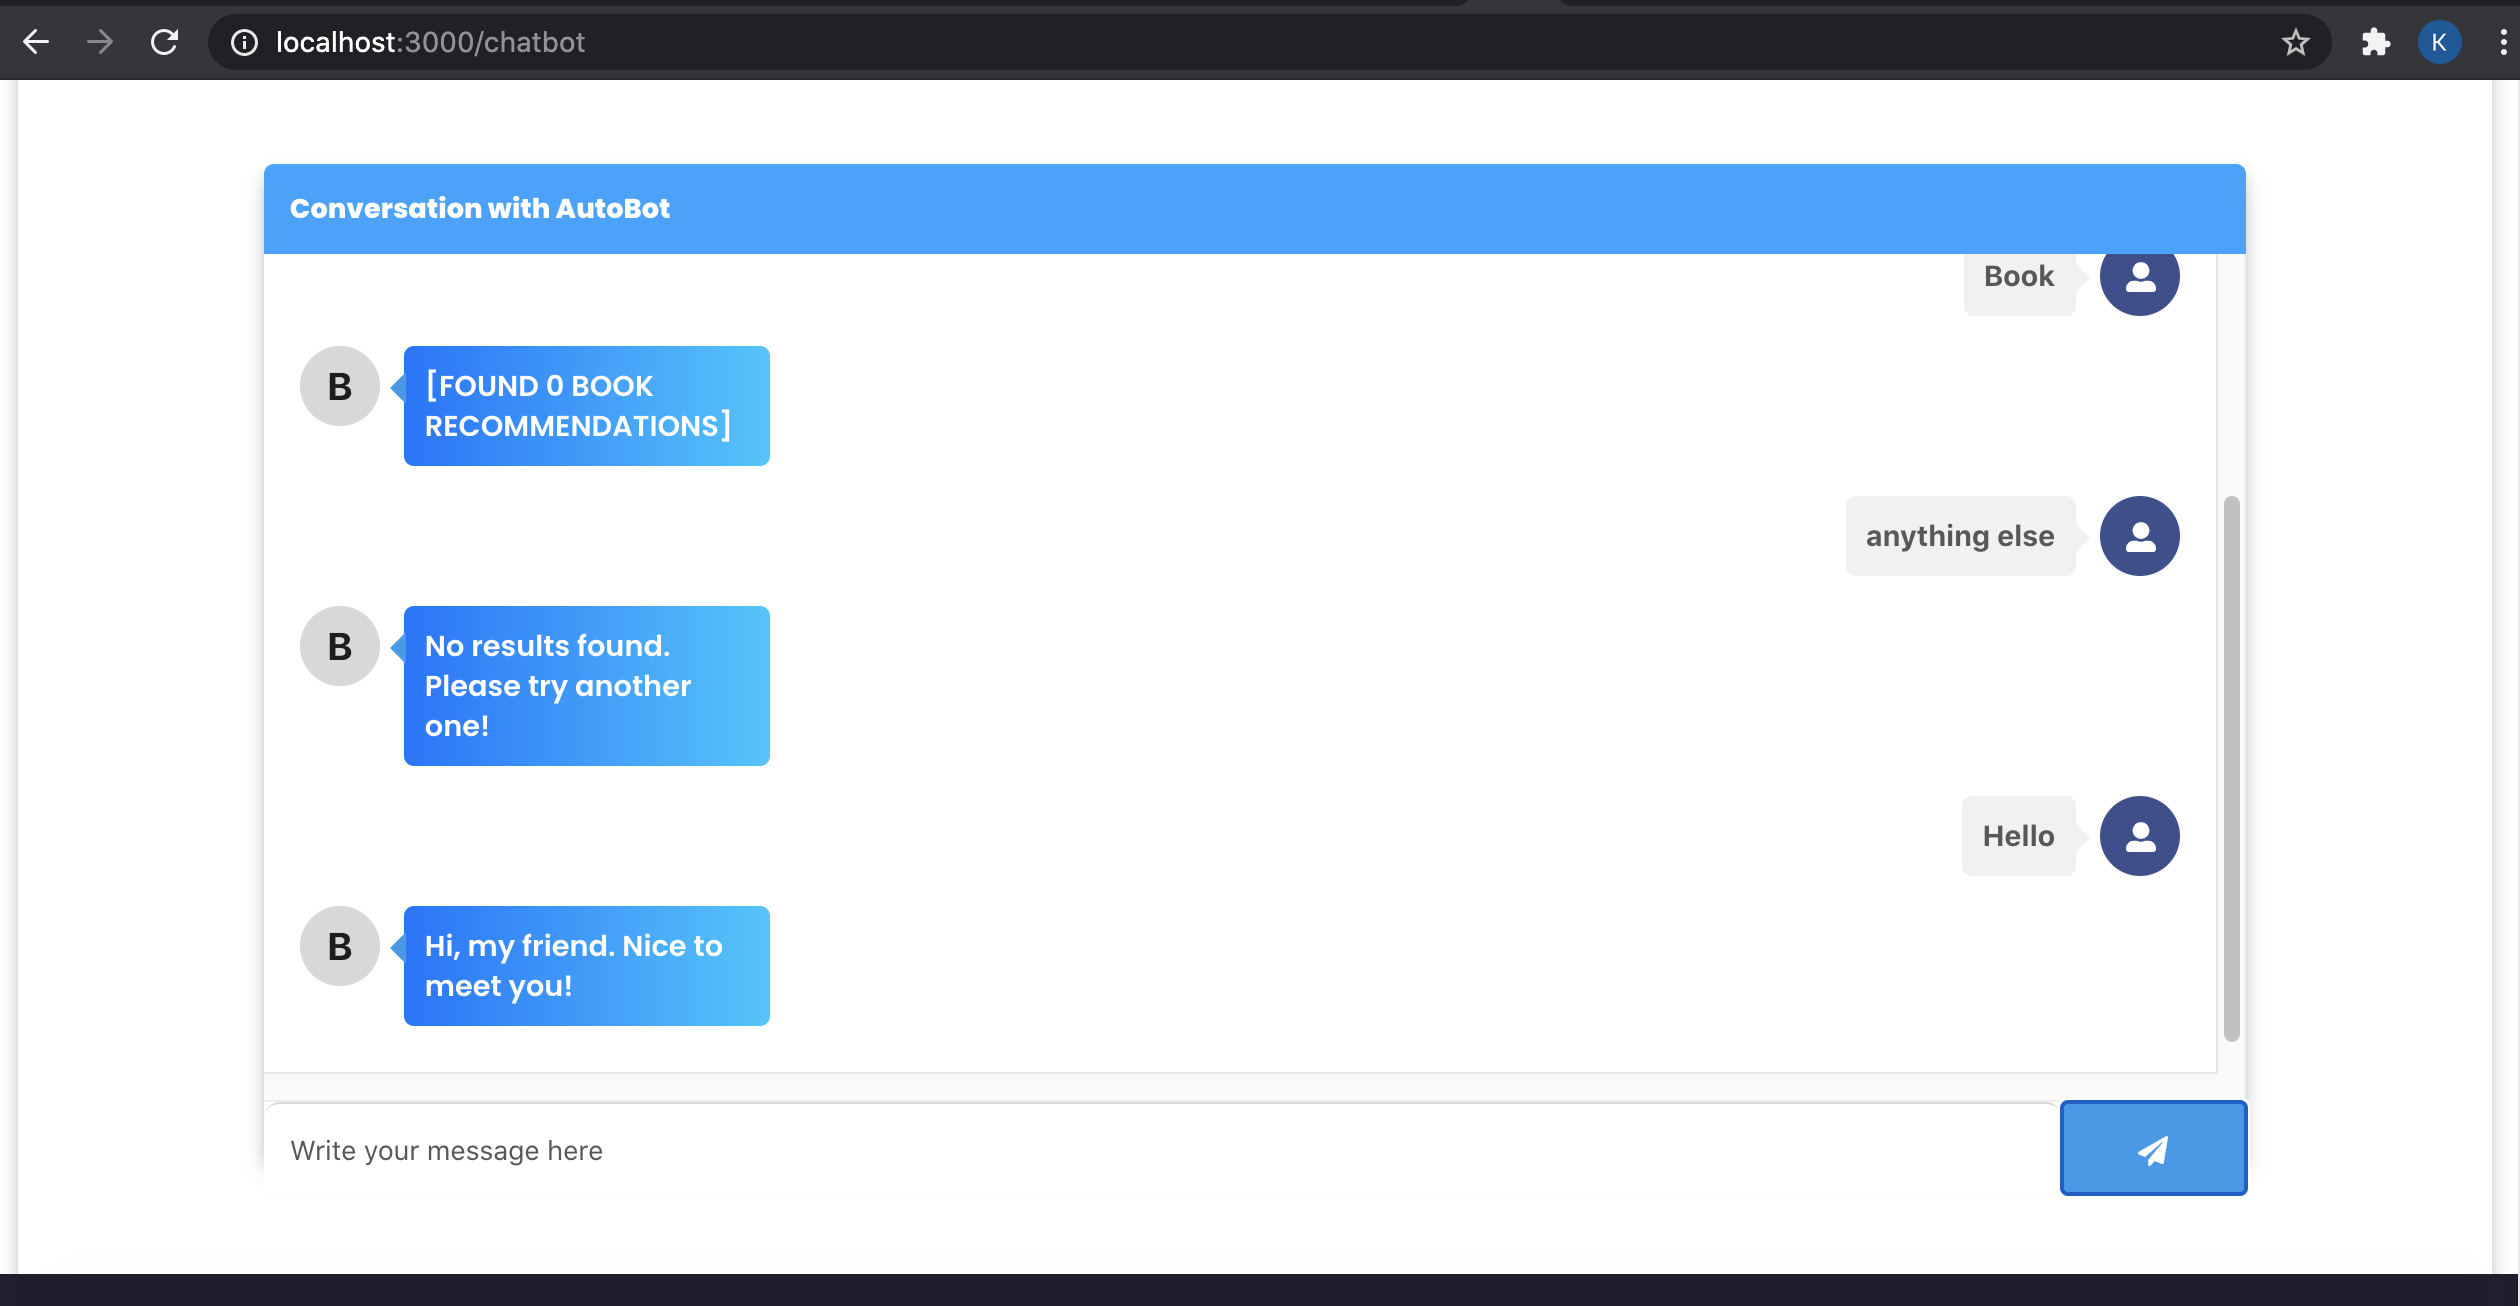 localhost:3000/chatbot
K
Conversation with AutoBot
Book
B
[FOUND 0 BOOK
RECOMMENDATIONS]
anything else
B
No results found.
Please try another
one!
Hello
B
Hi, my friend. Nice to
meet you!
Write your message here